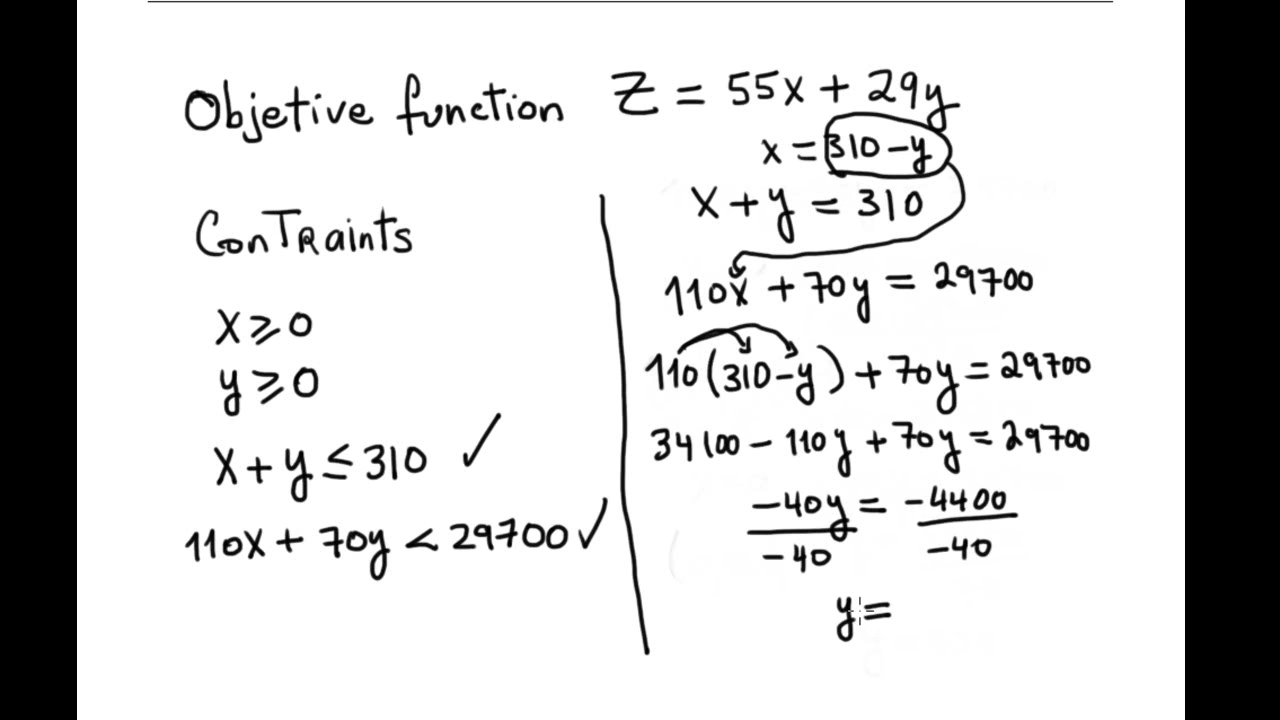 Objetive function Z = 55x + 29y
ConTRaints
x ≥ 0
y ≥ 0
x + y ≤ 310 ✓
110x + 70y < 29700 ✓
x = 310 - y
x + y = 310
110x + 70y = 29700
110(310 - y) + 70y = 29700
34100 - 110y + 70y = 29700
-40y = -4400
-40 -40
y =